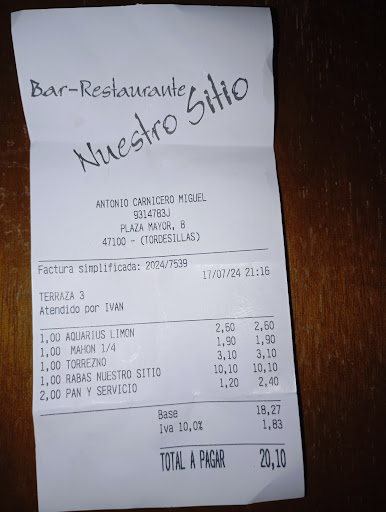 Bar-Restaurante
Nuestro Sitio
ANTONIO CARNICERO MIGUEL
9314783J
PLAZA MAYOR, 8
47100 - (TORDESILLAS)
Factura simplificada: 2024/7539
17/07/24 21:16
TERRAZA 3
Atendido por IVAN
1,00 AQUARIUS LIMON 2,60 2,60
1,00 MAHON 1/4 1,90 1,90
1,00 TORREZNO 3,10 3,10
1,00 RABAS NUESTRO SITIO 10,10 10,10
2,00 PAN Y SERVICIO 1,20 2,40
Base 18,27
Iva 10,0% 1,83
TOTAL A PAGAR 20,10